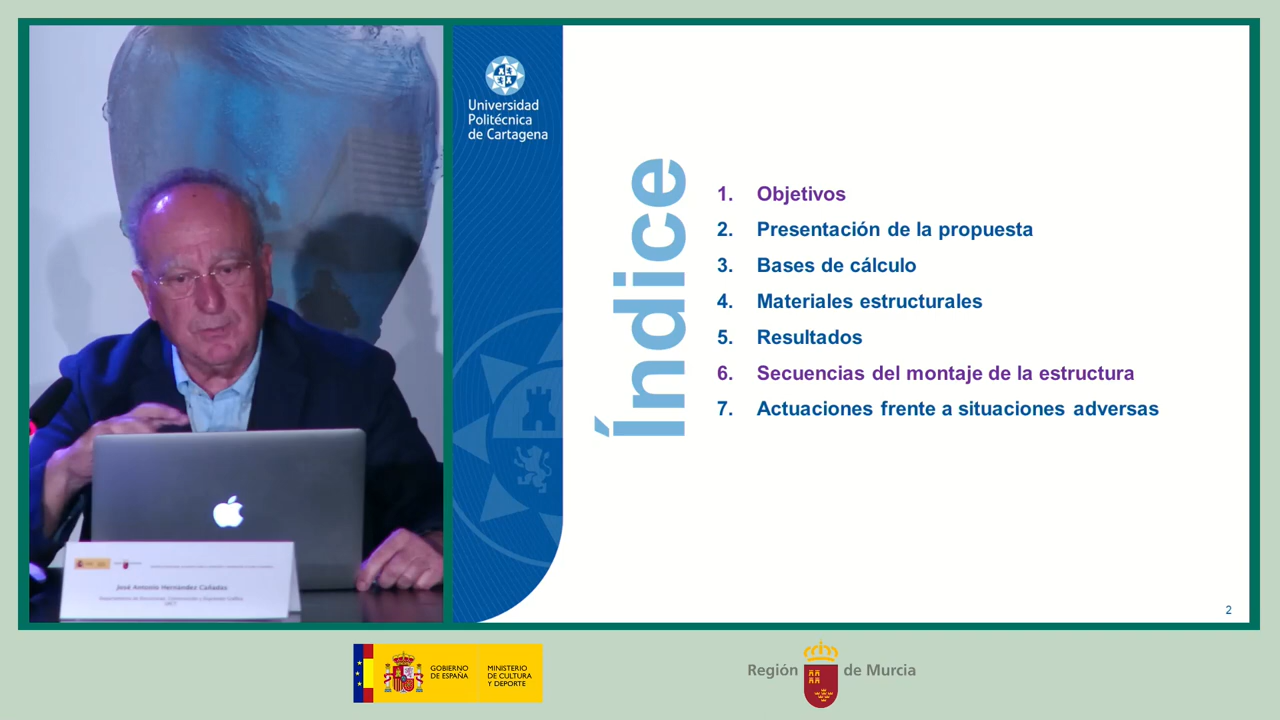 José Antonio Hernández Cañadas
Universidad
Politécnica
de Cartagena
Índice
1. Objetivos
2. Presentación de la propuesta
3. Bases de cálculo
4. Materiales estructurales
5. Resultados
6. Secuencias del montaje de la estructura
7. Actuaciones frente a situaciones adversas
2
GOBIERNO
DE ESPAÑA
MINISTERIO
DE CULTURA
Y DEPORTE
Región de Murcia